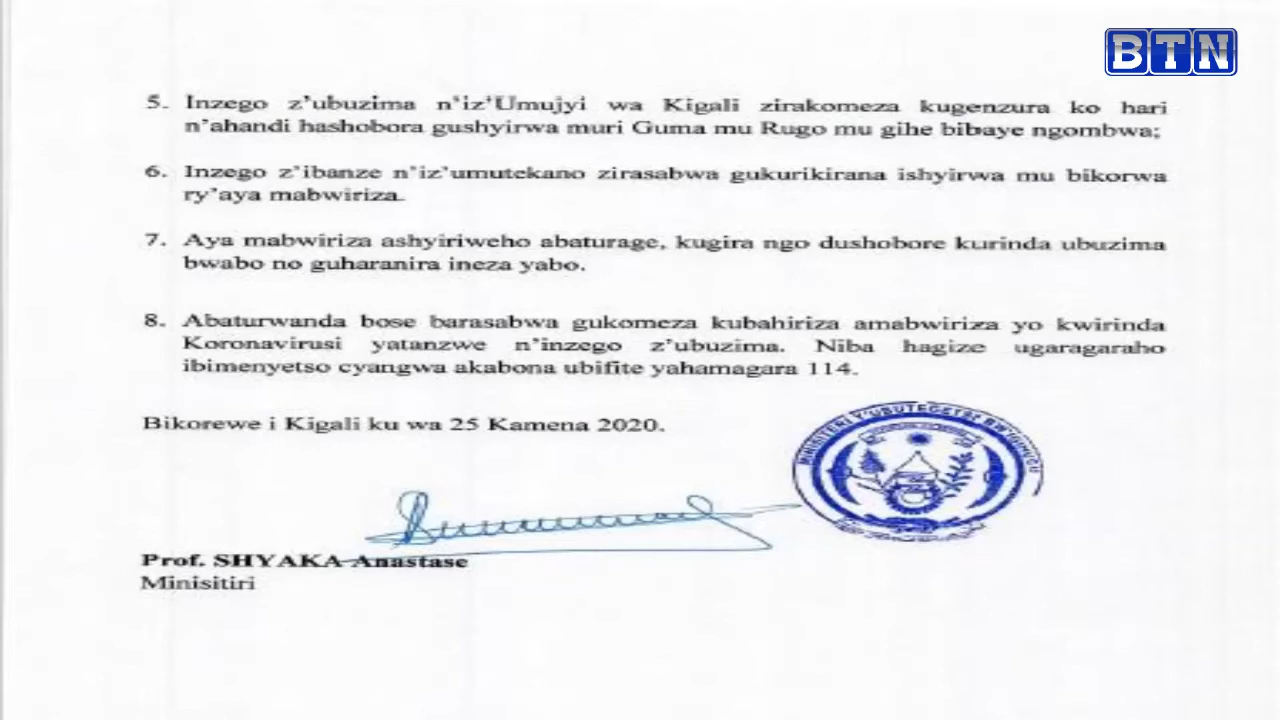 BTN
5. Inzego z'ubuzima n'iz'Umujyi wa Kigali zirakomeza kugenzura ko hari
n'ahandi hashobora gushyirwa muri Guma mu Rugo mu gihe bibaye ngombwa;
6. Inzego z'ibanze n'iz'umutekano zirasabwa gukurikirana ishyirwa mu bikorwa
ry'aya mabwiriza.
7. Aya mabwiriza ashyiriweho abaturage, kugira ngo dushobore kurinda ubuzima
bwabo no guharanira ineza yabo.
8. Abaturwanda bose barasabwa gukomeza kubahiriza amabwiriza yo kwirinda
Koronavirusi yatanzwe n'inzego z'ubuzima. Niba hagize ugaragaraho
ibimenyetso cyangwa akabona ubifite yahamagara 114.
Bikorewe i Kigali ku wa 25 Kamena 2020.
MINISITERI Y'UBUTEGETSI BW'IGIHUGU
Prof. SHYAKA Anastase
Minisitiri